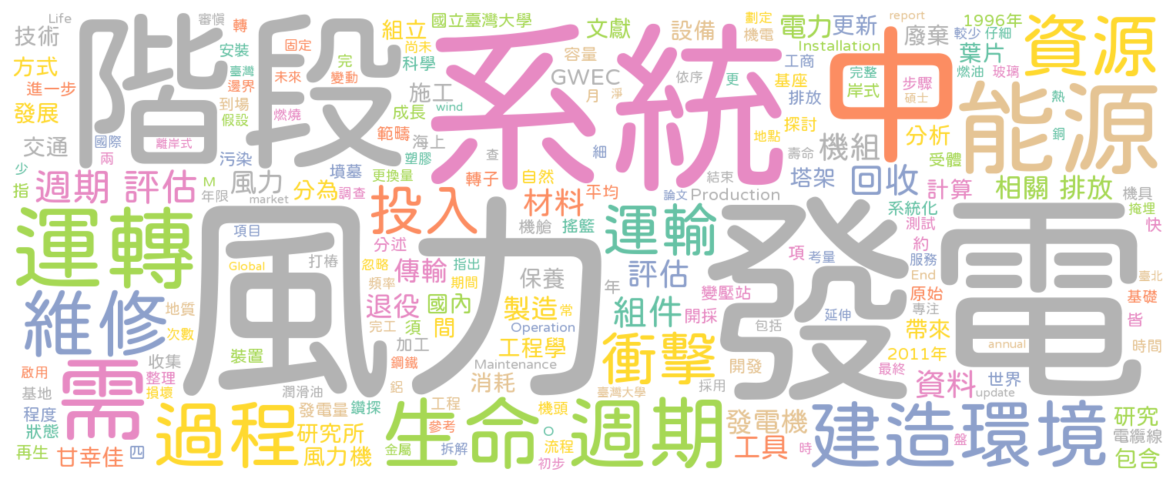 Life
審慎
轉
國立臺灣大學
文獻
設備
電力
更新
劃定
1996年
report
技術
組立
機電
較少
仔細
階段
系統
中
資源
安裝
固定
完
尚未
容量
Installation
廢棄
葉片
方式
臺灣
科學
GWEC
依序
更
工商
完整
步驟
燃油
玻璃
進一步
未來
變動
邊界
基座
岸式
碩士
能源
發展
到場
燃燒
成長
月
淨
施工
wind
排放
熱
假設
範疇
海上
探討
分析
銅
交通
國際
離岸式
地點
機組
兩
污染
墳墓
塑膠
查
細
受體
少
指
週期
評估
分為
M
風力
更換量
轉子
自然
結束
壽命
塔架
回收
計算
相關
排放
機具
年限
調查
market
投入
材料
平均
論文
Production
系統化
掩埋
運轉
項目
打樁
機艙
搖籃
運輸
測試
快
分述
項
考量
約
服務
Global
忽略
指出
傳輸
評估
End
臺北
頻率
期間
保養
年
變壓站
原始
基礎
風力
發電
維修
地質
退役
國內
製造
常
組件
開採
專注
皆
次數
完工
須
間
Operation
包括
延伸
帶來
裝置
加工
工程學
衝擊
2011年
annual
時間
收集
鋼鐵
Maintenance
開發
最終
啟用
整理
消耗
採用
資料
世界
基地
損壞
潤滑油
鋁
臺灣大學
update
需
過程
程度
發電量
鑽探
工程
機頭
生命
週期
發電機
建造
環境
研究
狀態
研究所
參考
O
工具
電纜線
再生
甘幸佳
四
風力機
金屬
拆解
流程
初步
時
盤
包含